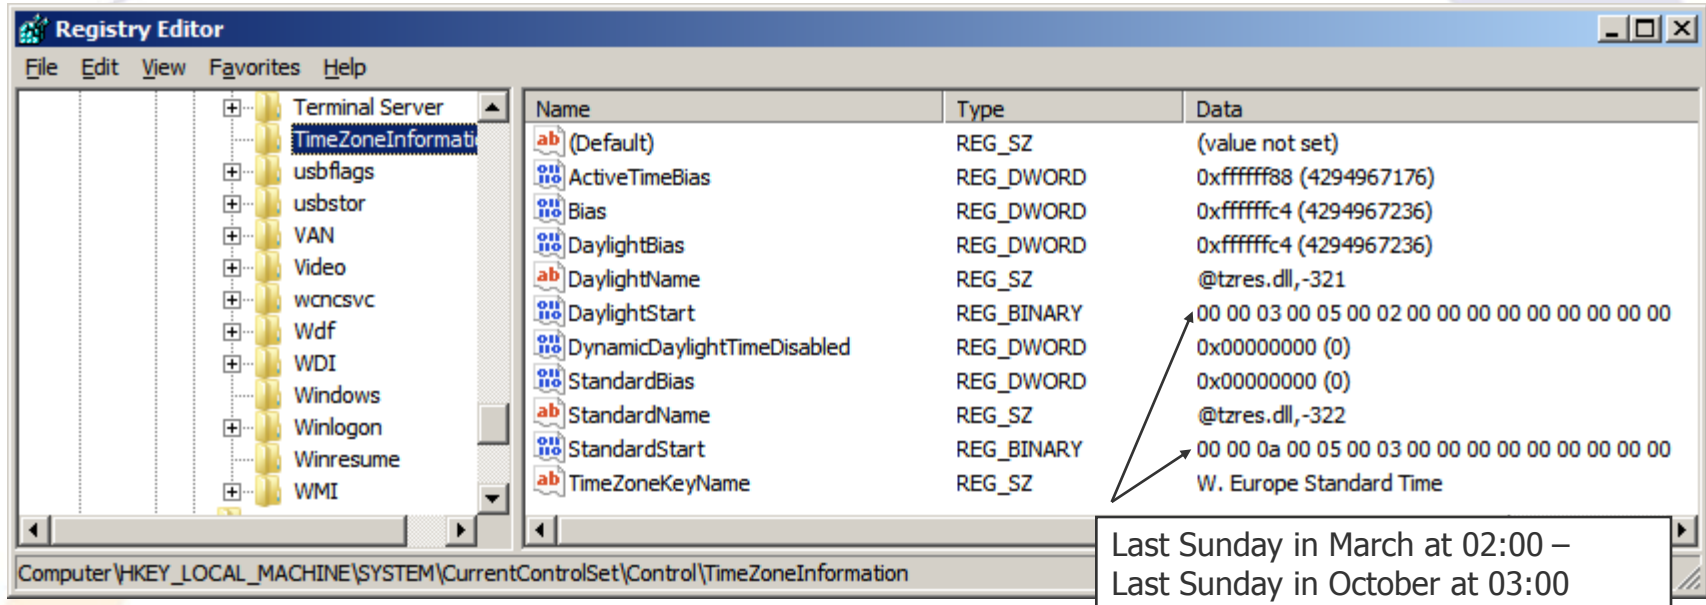 Registry Editor
File Edit View Favorites Help
Terminal Server
TimeZoneInformati
usbflags
usbstor
VAN
Video
wcncsvc
Wdf
WDI
Windows
Winlogon
Winresume
WMI
Name Type Data
(Default) REG_SZ (value not set)
ActiveTimeBias REG_DWORD 0xffffff88 (4294967176)
Bias REG_DWORD 0xffffffc4 (4294967236)
DaylightBias REG_DWORD 0xffffffc4 (4294967236)
DaylightName REG_SZ @tzres.dll,-321
DaylightStart REG_BINARY 00 00 03 00 05 00 02 00 00 00 00 00 00 00 00 00
DynamicDaylightTimeDisabled REG_DWORD 0x00000000 (0)
StandardBias REG_DWORD 0x00000000 (0)
StandardName REG_SZ @tzres.dll,-322
StandardStart REG_BINARY 00 00 0a 00 05 00 03 00 00 00 00 00 00 00 00 00
TimeZoneKeyName REG_SZ W. Europe Standard Time
Last Sunday in March at 02:00 –
Last Sunday in October at 03:00
Computer\HKEY_LOCAL_MACHINE\SYSTEM\CurrentControlSet\Control\TimeZoneInformation